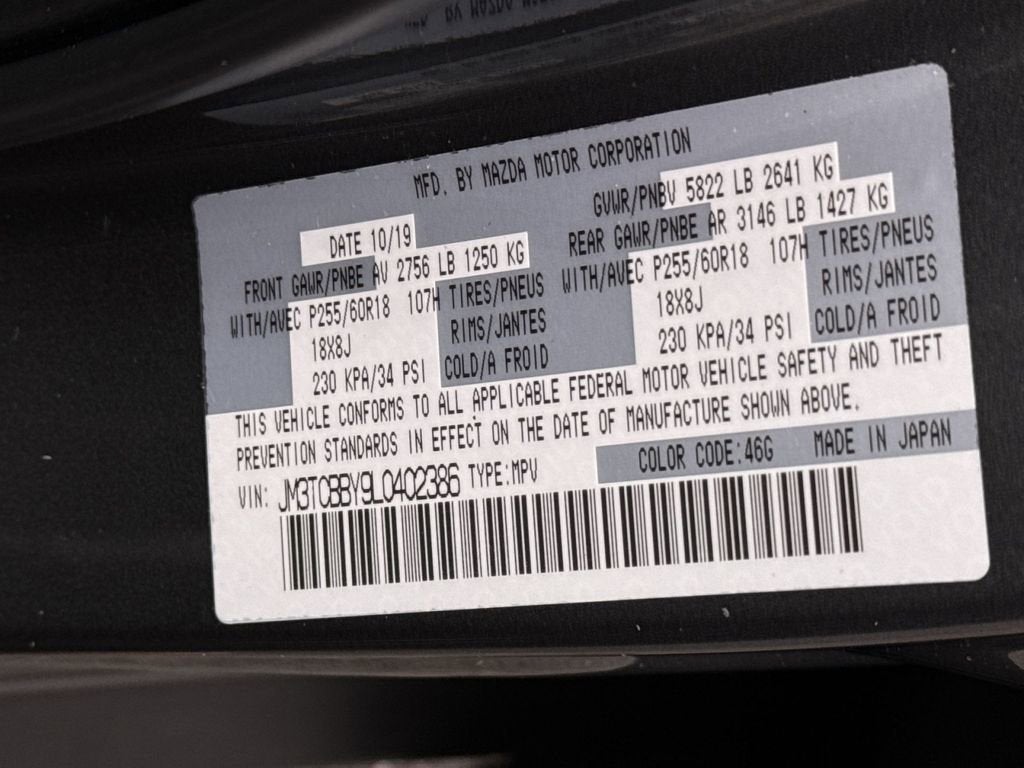 MFD. BY MAZDA MOTOR CORPORATION
DATE 10/19 GVWR/PNBV 5822 LB 2641 KG
FRONT GAWR/PNBE AV 2756 LB 1250 KG REAR GAWR/PNBE AR 3146 LB 1427 KG
WITH/AVEC P255/60R18 107H TIRES/PNEUS WITH/AVEC P255/60R18 107H TIRES/PNEUS
18X8J RIMS/JANTES 18X8J RIMS/JANTES
230 KPA/34 PSI COLD/A FROID 230 KPA/34 PSI COLD/A FROID
THIS VEHICLE CONFORMS TO ALL APPLICABLE FEDERAL MOTOR VEHICLE SAFETY AND THEFT
PREVENTION STANDARDS IN EFFECT ON THE DATE OF MANUFACTURE SHOWN ABOVE.
VIN: JM3TCBBY9L0402386 TYPE:MPV COLOR CODE:46G MADE IN JAPAN